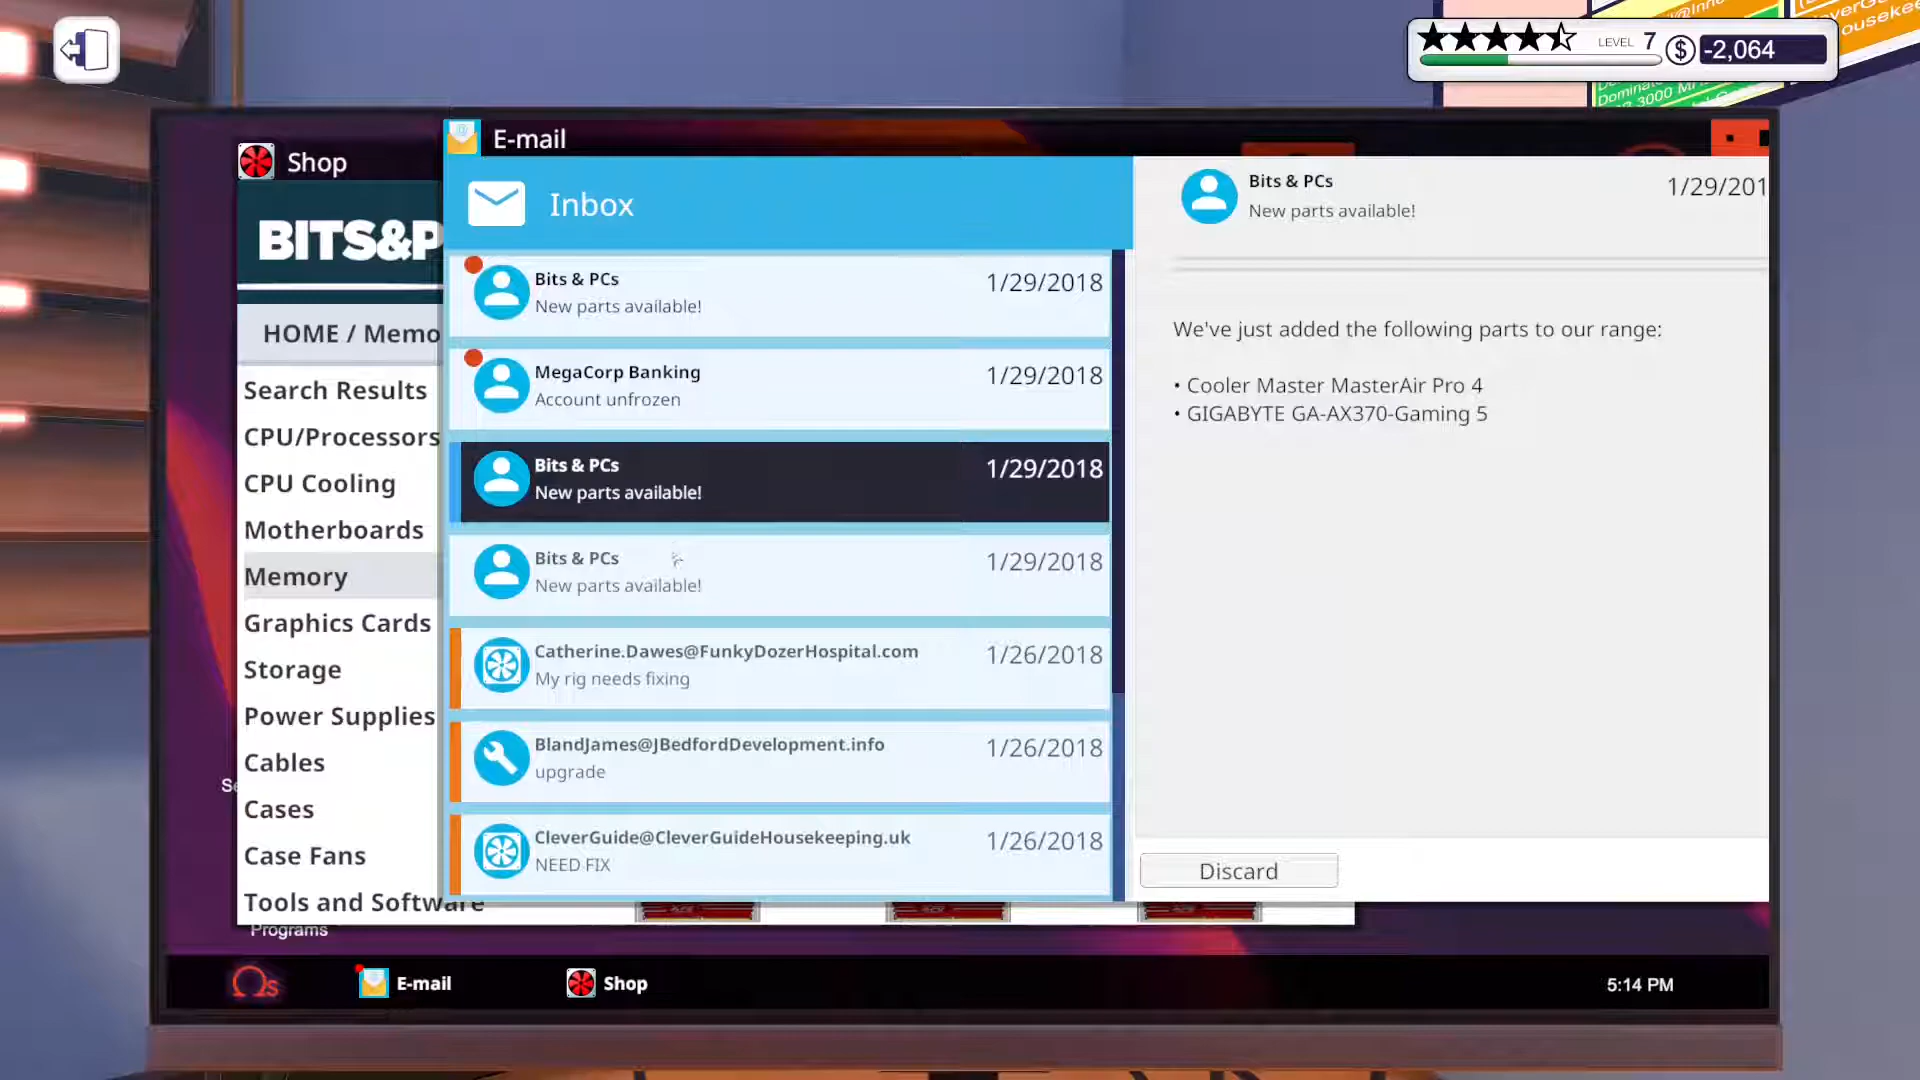 LEVEL 7
$ -2,064
E-mail
Shop
Inbox
BITS&P
HOME / Memo
Search Results
CPU/Processors
CPU Cooling
Motherboards
Memory
Graphics Cards
Storage
Power Supplies
Cables
Cases
Case Fans
Tools and Software
Programs
Bits & PCs
1/29/2018
New parts available!
MegaCorp Banking
1/29/2018
Account unfrozen
Bits & PCs
1/29/2018
New parts available!
Bits & PCs
1/29/2018
New parts available!
Catherine.Dawes@FunkyDozerHospital.com
1/26/2018
My rig needs fixing
BlandJames@JBedfordDevelopment.info
1/26/2018
upgrade
CleverGuide@CleverGuideHousekeeping.uk
1/26/2018
NEED FIX
Bits & PCs
1/29/201
New parts available!
We've just added the following parts to our range:
• Cooler Master MasterAir Pro 4
• GIGABYTE GA-AX370-Gaming 5
Discard
E-mail
Shop
5:14 PM